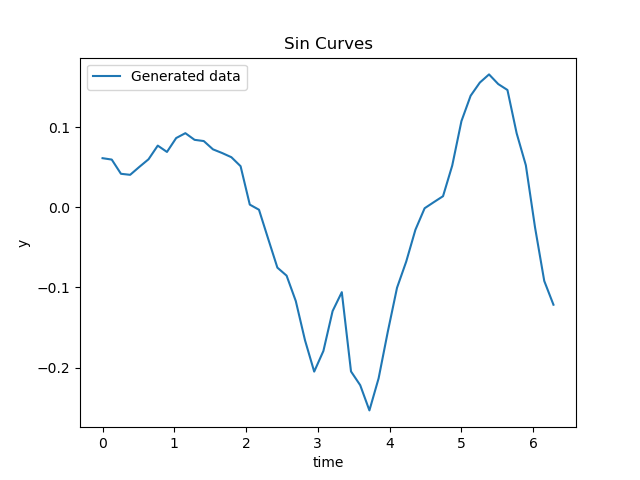 Sin Curves
Generated data
0.1
0.0
−0.1
−0.2
y
0 1 2 3 4 5 6
time